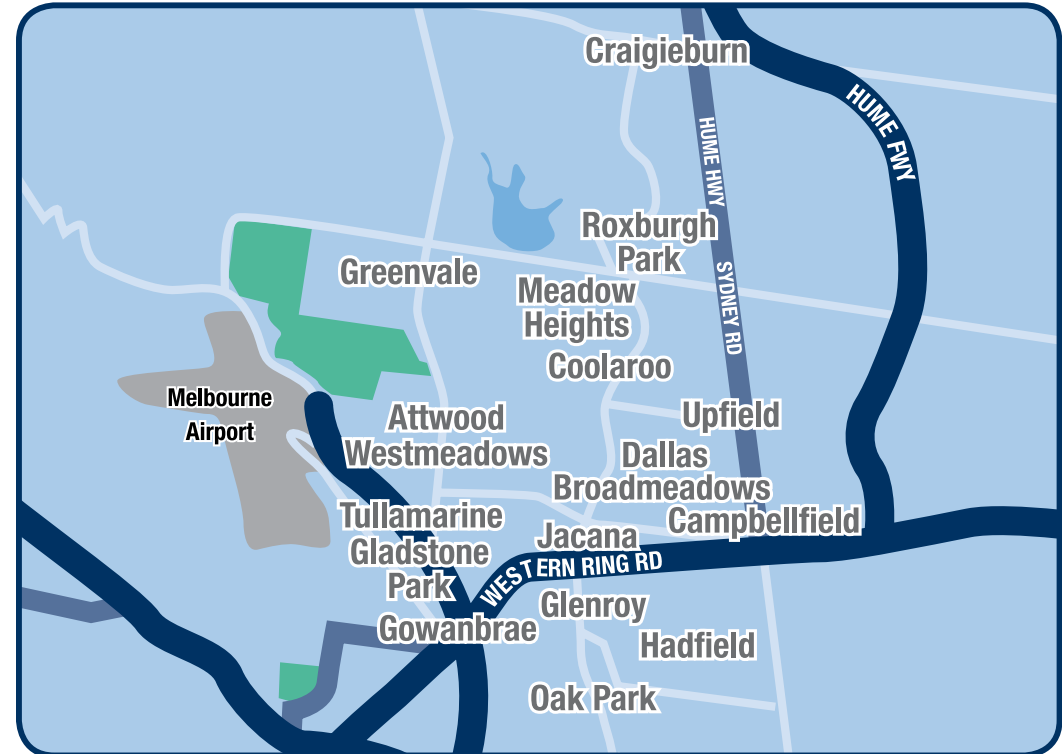 Craigieburn
HUME FWY
HUME HWY
Roxburgh
Park
Greenvale
SYDNEY RD
Meadow
Heights
Coolaroo
Melbourne
Airport
Attwood
Upfield
Westmeadows
Dallas
Broadmeadows
Tullamarine
Campbellfield
Jacana
Gladstone
Park
WESTERN RING RD
Glenroy
Gowanbrae
Hadfield
Oak Park